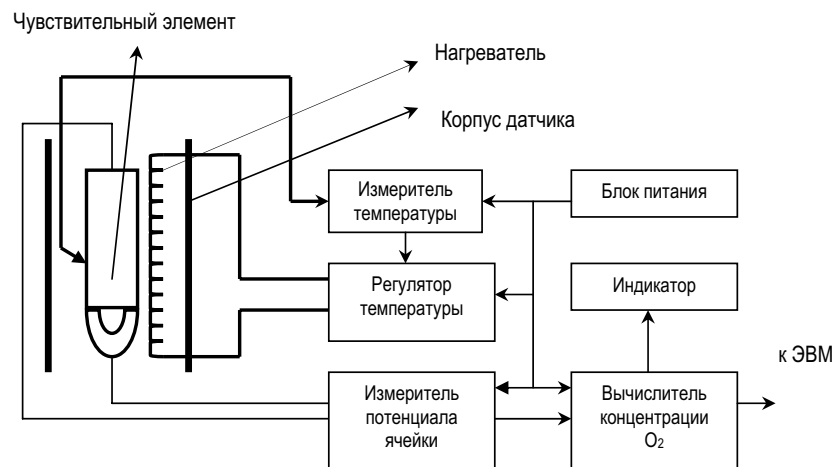 Чувствительный элемент
Нагреватель
Корпус датчика
Измеритель
температуры
Блок питания
Регулятор
температуры
Индикатор
к ЭВМ
Измеритель
потенциала
ячейки
Вычислитель
концентрации
O₂